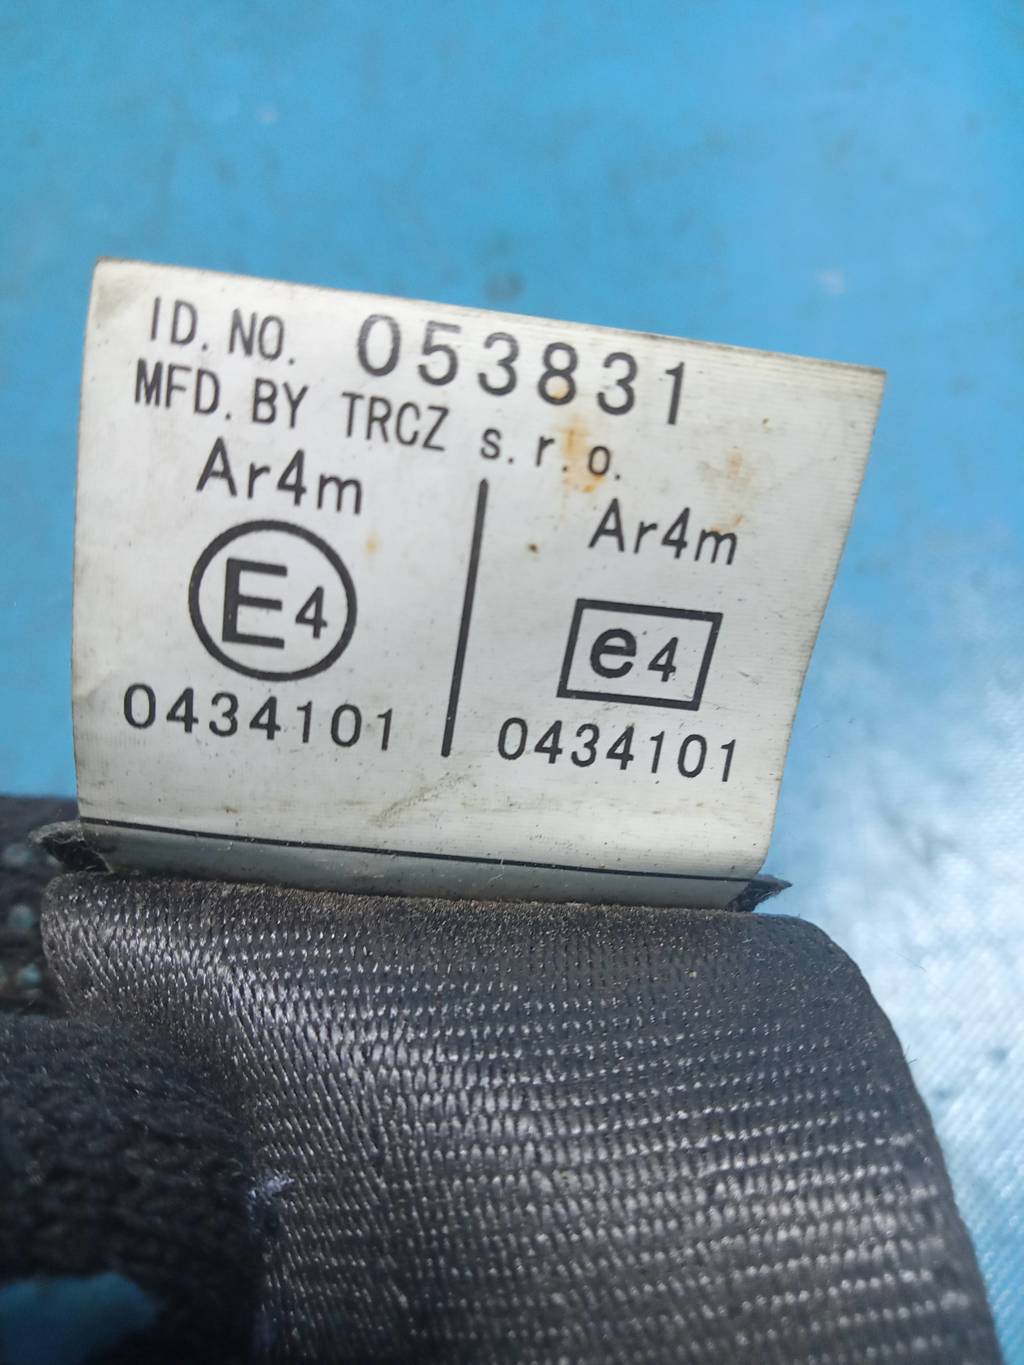 ID. NO. 053831
MFD. BY TRCZ s.r.o.
Ar4m
E4
0434101
Ar4m
e4
0434101